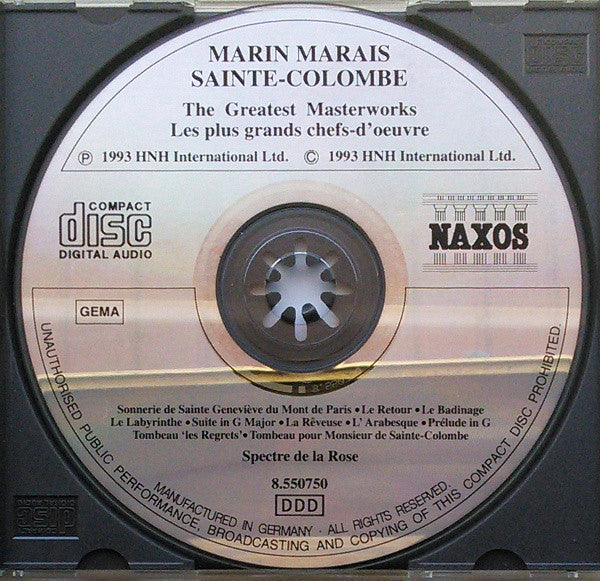 MARIN MARAIS
SAINTE-COLOMBE
The Greatest Masterworks
Les plus grands chefs-d'oeuvre
℗ 1993 HNH International Ltd. © 1993 HNH International Ltd.
COMPACT
disc
DIGITAL AUDIO
NAXOS
GEMA
Sonnerie de Sainte Geneviève du Mont de Paris • Le Retour • Le Badinage
Le Labyrinthe • Suite in G Major • La Rêveuse • L' Arabesque • Prélude in G
Tombeau 'les Regrets' • Tombeau pour Monsieur de Sainte-Colombe
Spectre de la Rose
8.550750
DDD
MANUFACTURED IN GERMANY · ALL RIGHTS RESERVED.
UNAUTHORISED PUBLIC PERFORMANCE, BROADCASTING AND COPYING OF THIS COMPACT DISC PROHIBITED.